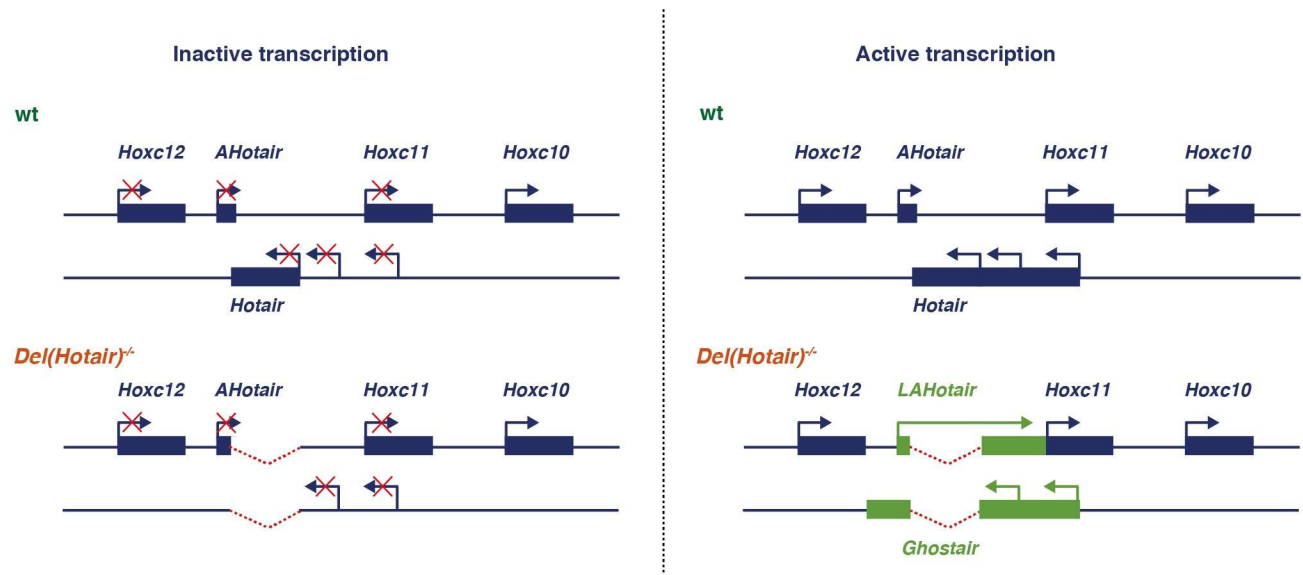 Inactive transcription
wt
Hoxc12 AHotair Hoxc11 Hoxc10
Hotair
Del(Hotair)-/-
Hoxc12 AHotair Hoxc11 Hoxc10
Active transcription
wt
Hoxc12 AHotair Hoxc11 Hoxc10
Hotair
Del(Hotair)-/-
Hoxc12 LAHotair Hoxc11 Hoxc10
Ghostair